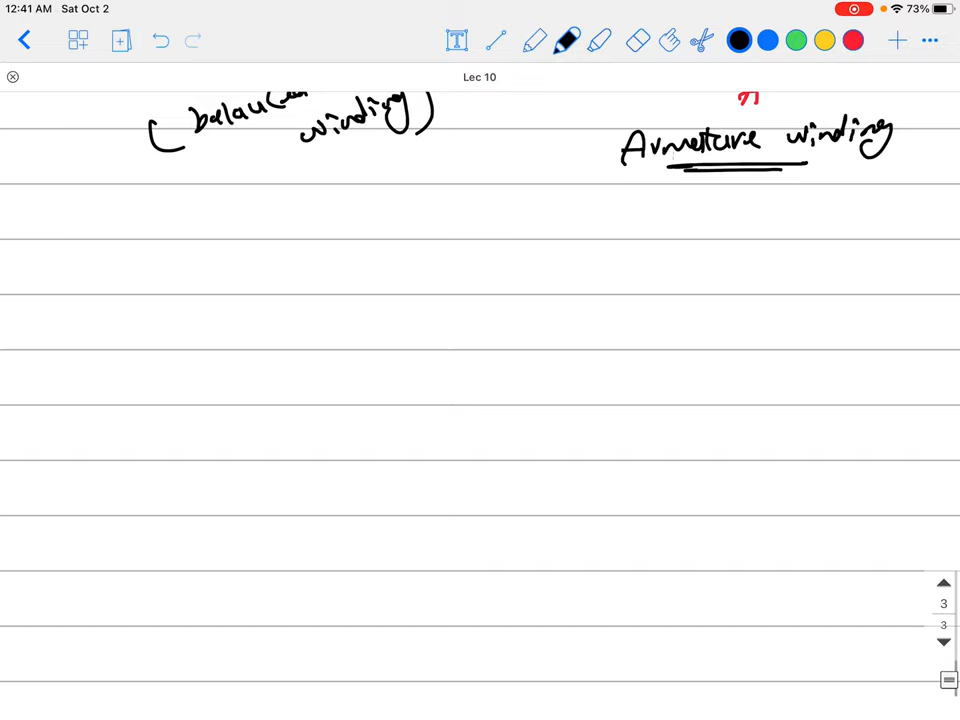 12:41 AM Sat Oct 2
73%
Lec 10
(balanced
winding)
Armature winding
3
3